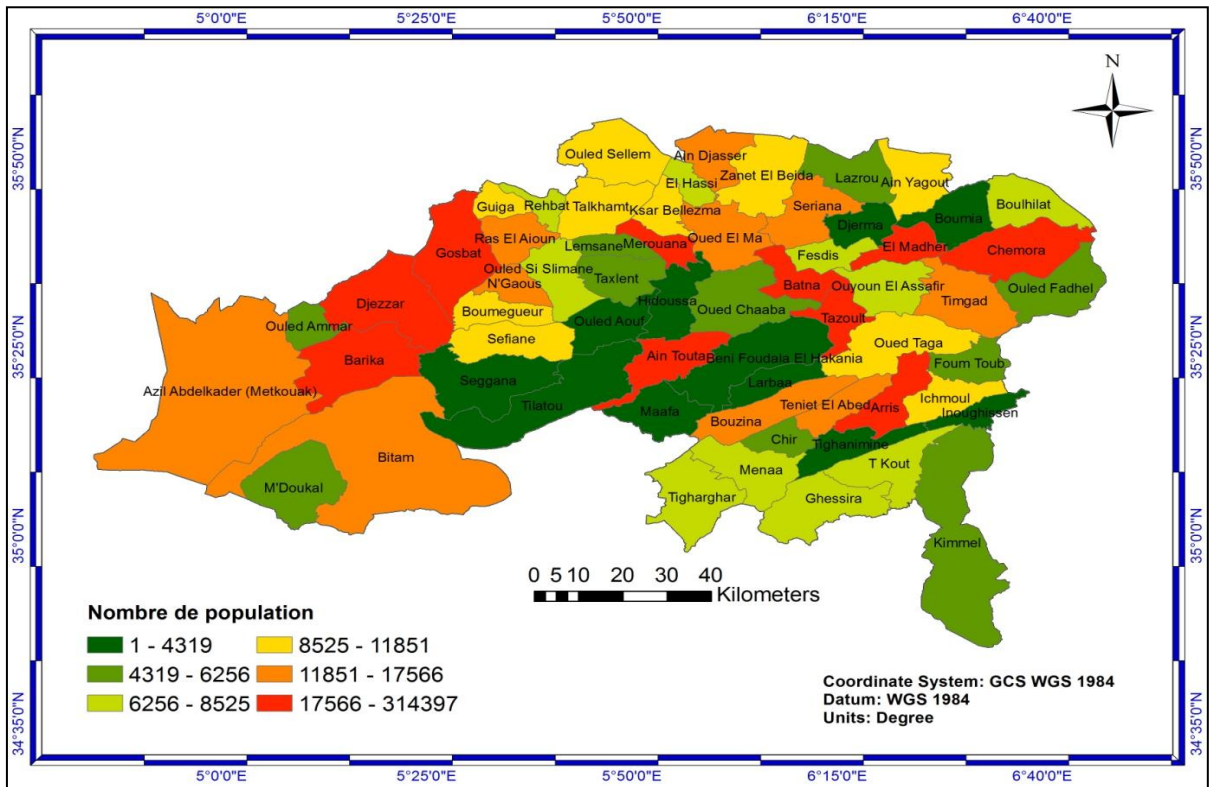 5°0'0"E 5°25'0"E 5°50'0"E 6°15'0"E 6°40'0"E
N
35°50'0"N 35°50'0"N
35°25'0"N 35°25'0"N
35°0'0"N 35°0'0"N
34°35'0"N 34°35'0"N
Ouled Sellem
Ain Djasser
Zanet El Beida
Lazrou
Ain Yagout
El Hassi
Guiga
Rehbat
Talkhamt
Ksar Bellezma
Seriana
Djerma
Boumia
Boulhilat
Ras El Aioun
Lemsane
Merouana
Oued El Ma
El Madher
Chemora
Gosbat
Fesdis
Ouled Si Slimane
N'Gaous
Taxlent
Batna
Ouyoun El Assafir
Ouled Fadhel
Djezzar
Hidoussa
Oued Chaaba
Timgad
Boumegueur
Ouled Aouf
Tazoult
Ouled Ammar
Sefiane
Oued Taga
Barika
Ain Touta
Beni Foudala El Hakania
Foum Toub
Seggana
Larbaa
Azil Abdelkader (Metkouak)
Ichmoul
Tilatou
Teniet El Abed
Arris
Inoughissen
Maafa
Bouzina
Chir
Tighanimine
Bitam
Menaa
T Kout
M'Doukal
Tigharghar
Ghessira
Kimmel
0 5 10 20 30 40
Kilometers
Nombre de population
1 - 4319
4319 - 6256
6256 - 8525
8525 - 11851
11851 - 17566
17566 - 314397
Coordinate System: GCS WGS 1984
Datum: WGS 1984
Units: Degree
5°0'0"E 5°25'0"E 5°50'0"E 6°15'0"E 6°40'0"E